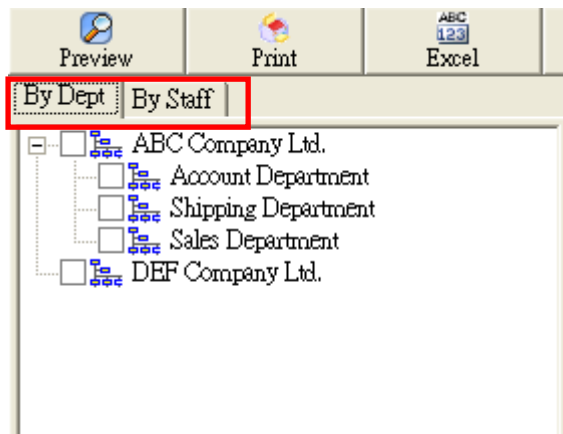 Preview Print ABC 123 Excel
By Dept By Staff
ABC Company Ltd.
Account Department
Shipping Department
Sales Department
DEF Company Ltd.